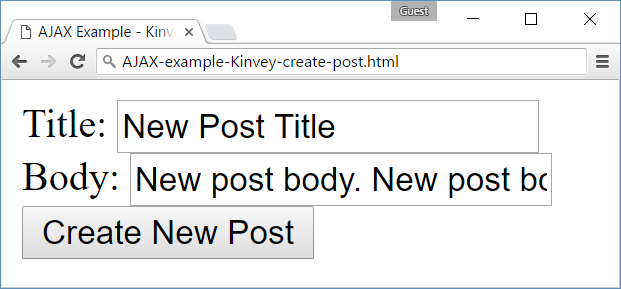 Guest
AJAX Example - Kinv
AJAX-example-Kinvey-create-post.html
Title: New Post Title
Body: New post body. New post bo
Create New Post